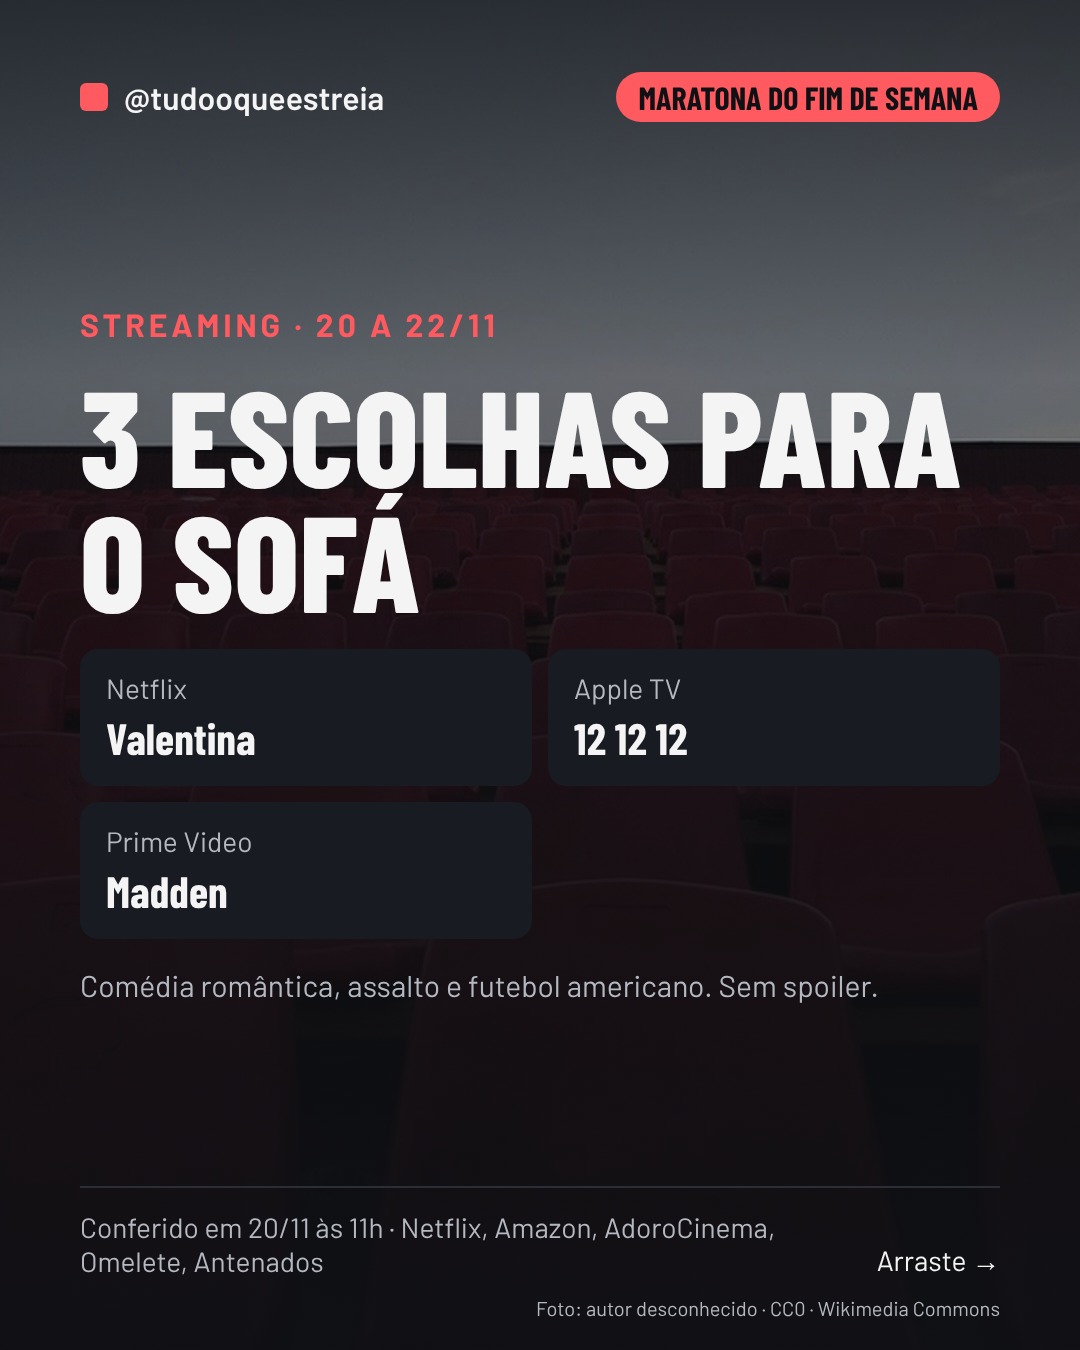 @tudooqueestreia
MARATONA DO FIM DE SEMANA
STREAMING · 20 A 22/11
3 ESCOLHAS PARA
O SOFÁ
Netflix
Valentina
Apple TV
12 12 12
Prime Video
Madden
Comédia romântica, assalto e futebol americano. Sem spoiler.
Conferido em 20/11 às 11h · Netflix, Amazon, AdoroCinema,
Omelete, Antenados
Arraste →
Foto: autor desconhecido · CC0 · Wikimedia Commons